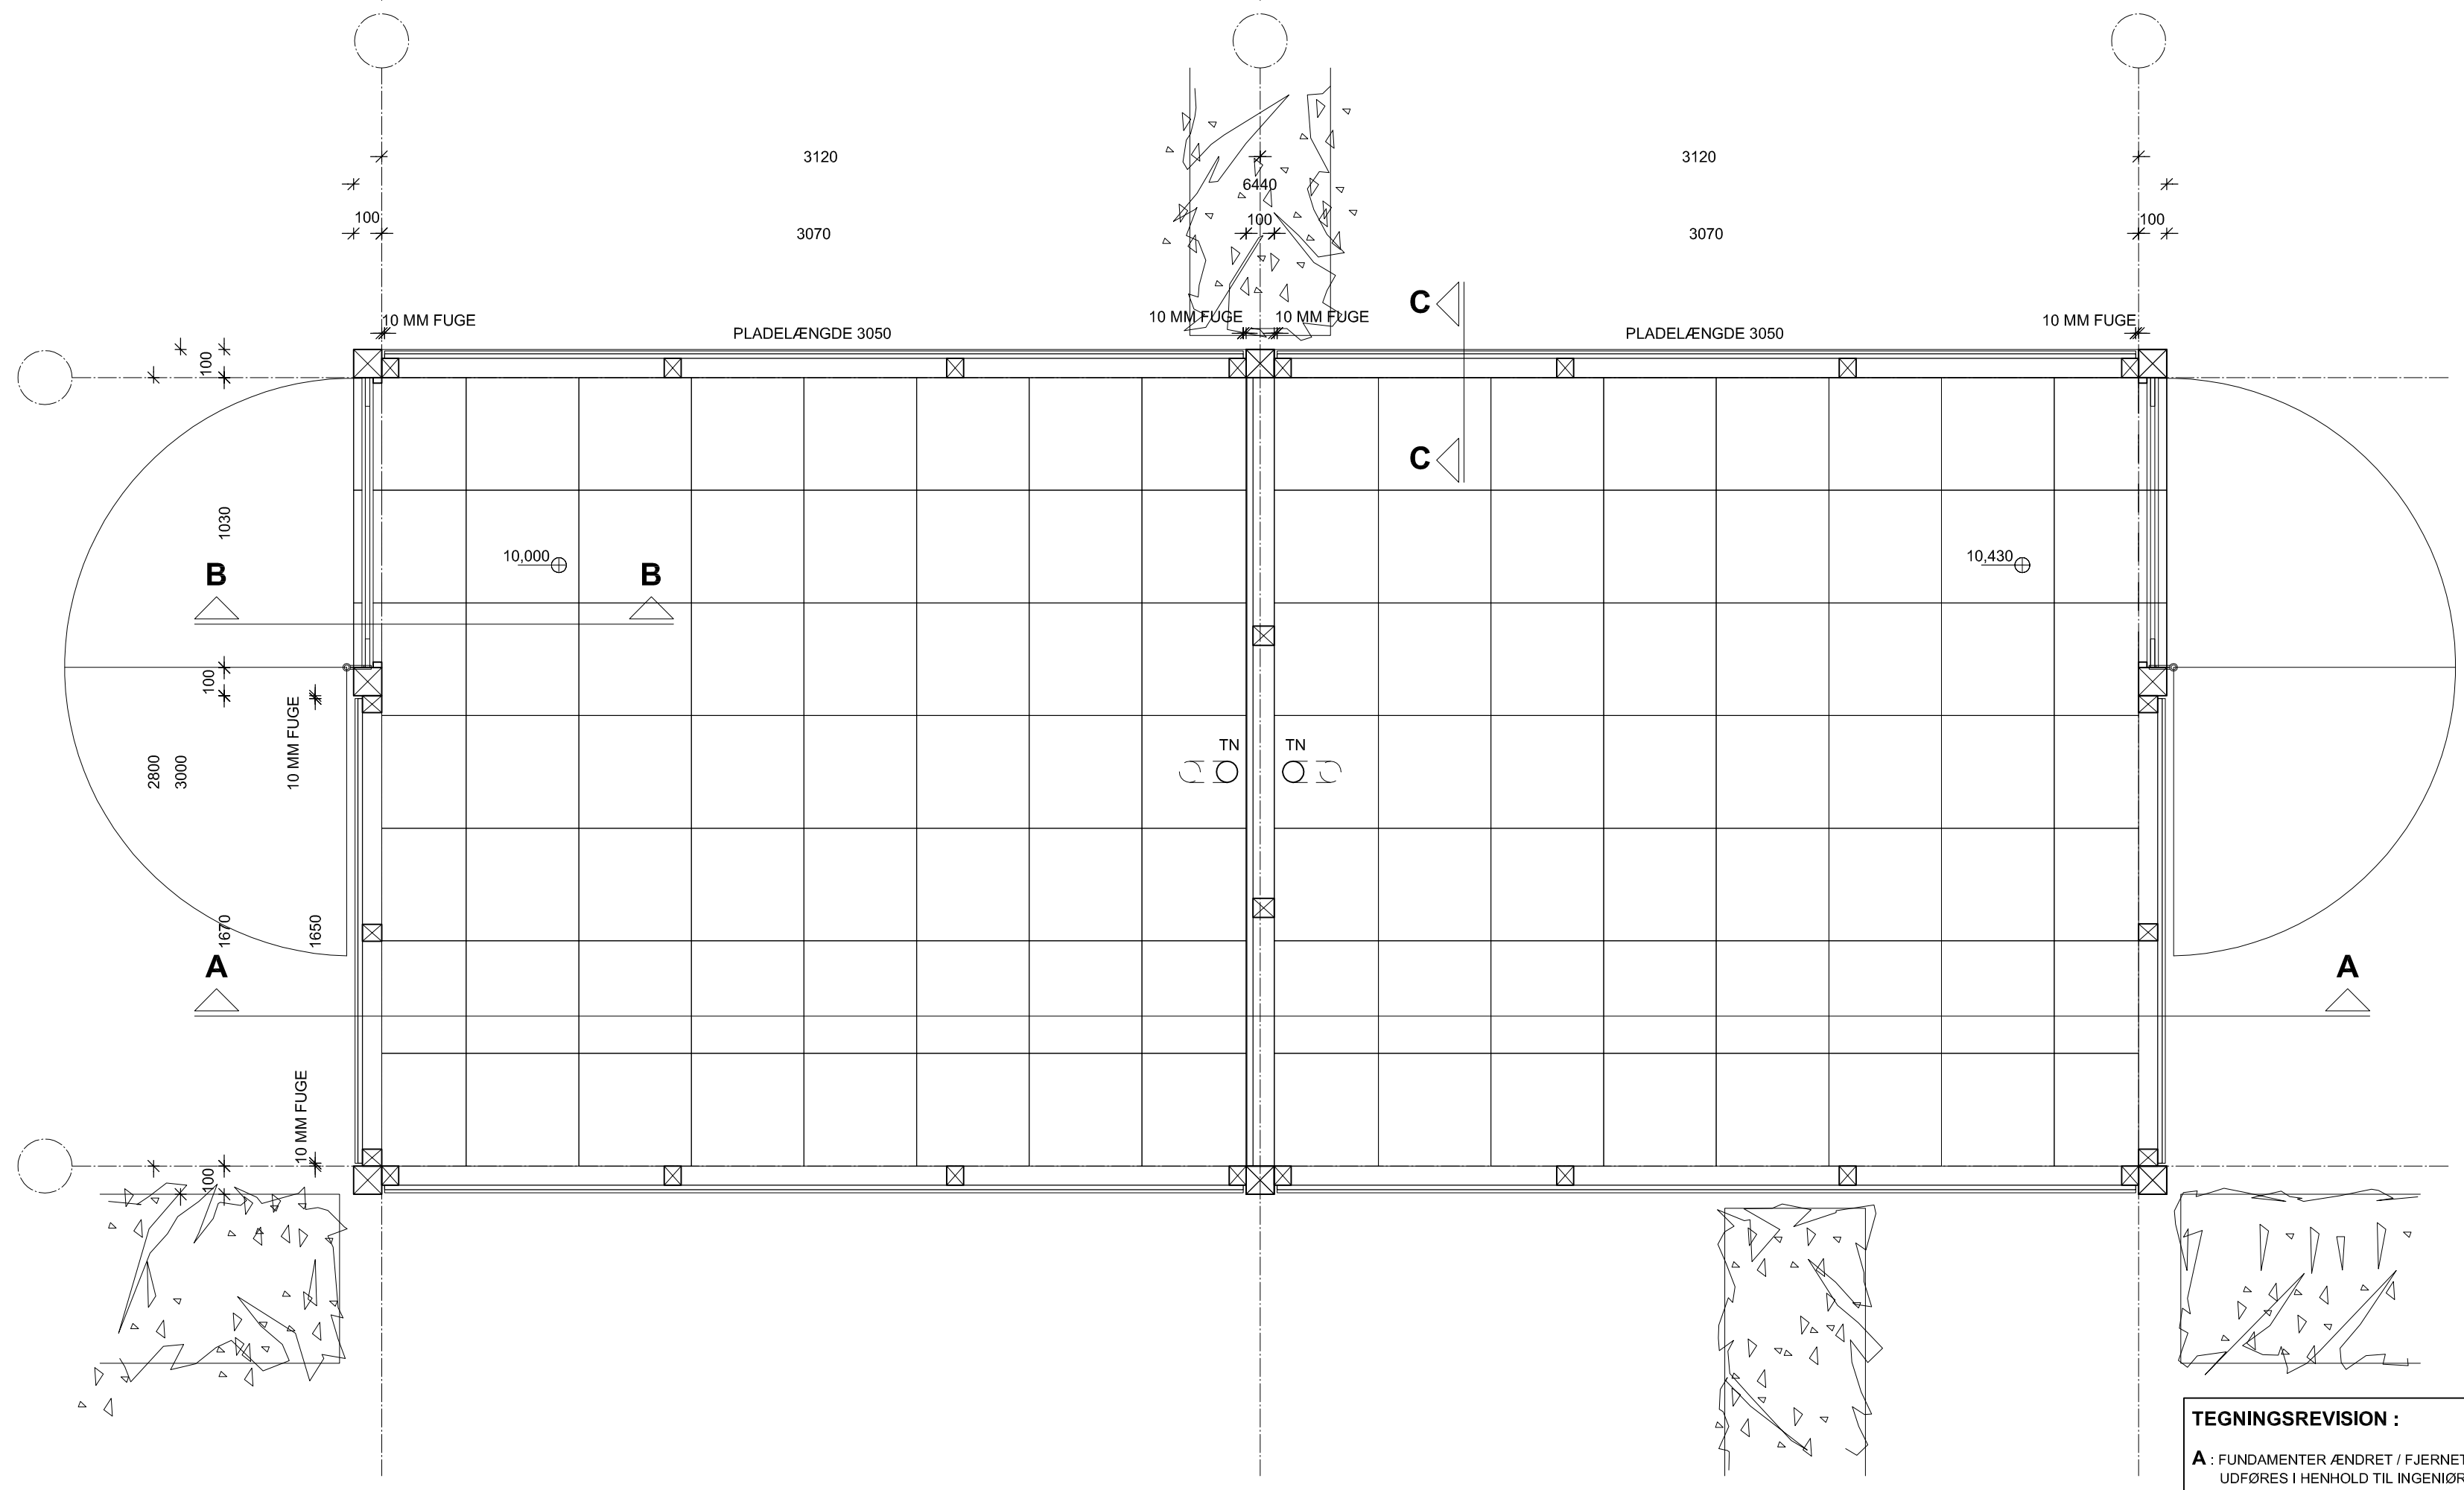 3120
3120
6440
100
100
100
3070
3070
C
10 MM FUGE
10 MM FUGE
10 MM FUGE
10 MM FUGE
PLADELÆNGDE 3050
PLADELÆNGDE 3050
100
C
1030
10,000
10,430
B
B
100
10 MM FUGE
TN
TN
2800
3000
1670
1650
A
A
10 MM FUGE
100
TEGNINGSREVISION :
A : FUNDAMENTER ÆNDRET / FJERNET
UDFØRES I HENHOLD TIL INGENIØR